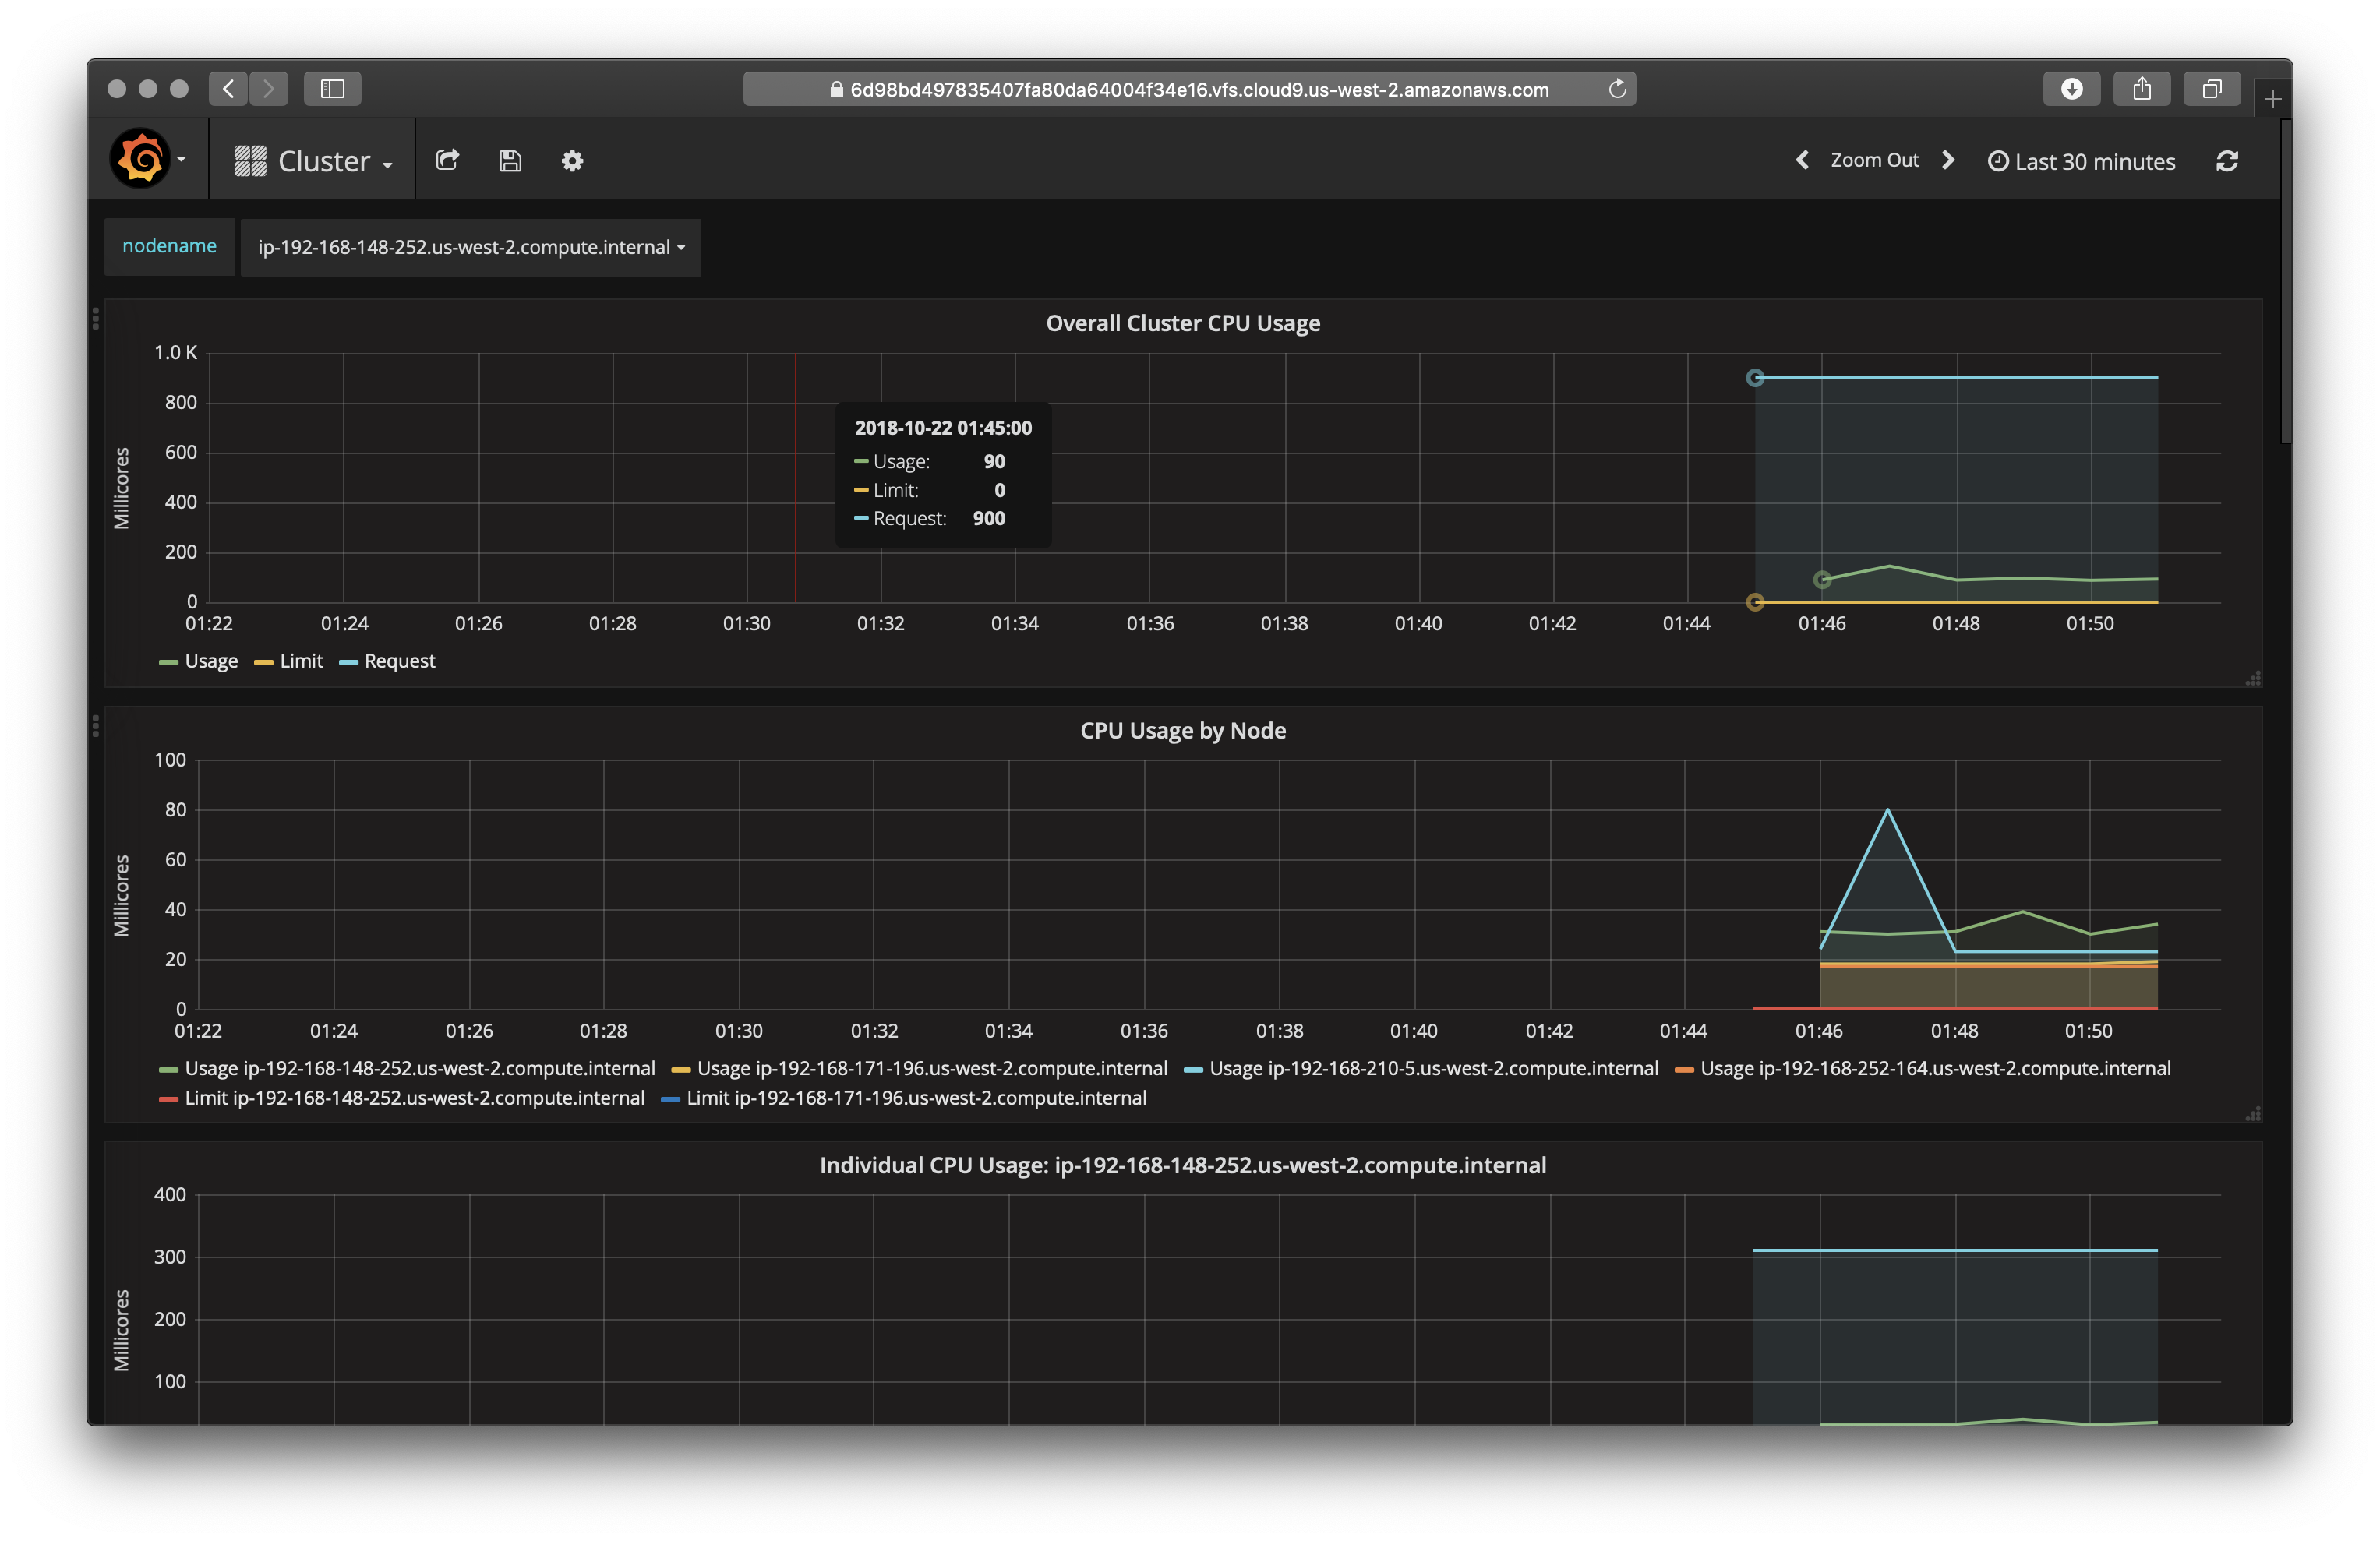 6d98bd497835407fa80da64004f34e16.vfs.cloud9.us-west-2.amazonaws.com
Cluster
Zoom Out
Last 30 minutes
nodename
ip-192-168-148-252.us-west-2.compute.internal
Overall Cluster CPU Usage
Millicores
1.0 K
800
600
400
200
0
2018-10-22 01:45:00
Usage: 90
Limit: 0
Request: 900
01:22 01:24 01:26 01:28 01:30 01:32 01:34 01:36 01:38 01:40 01:42 01:44 01:46 01:48 01:50
Usage Limit Request
CPU Usage by Node
Millicores
100
80
60
40
20
0
01:22 01:24 01:26 01:28 01:30 01:32 01:34 01:36 01:38 01:40 01:42 01:44 01:46 01:48 01:50
Usage ip-192-168-148-252.us-west-2.compute.internal Usage ip-192-168-171-196.us-west-2.compute.internal Usage ip-192-168-210-5.us-west-2.compute.internal Usage ip-192-168-252-164.us-west-2.compute.internal
Limit ip-192-168-148-252.us-west-2.compute.internal Limit ip-192-168-171-196.us-west-2.compute.internal
Individual CPU Usage: ip-192-168-148-252.us-west-2.compute.internal
Millicores
400
300
200
100